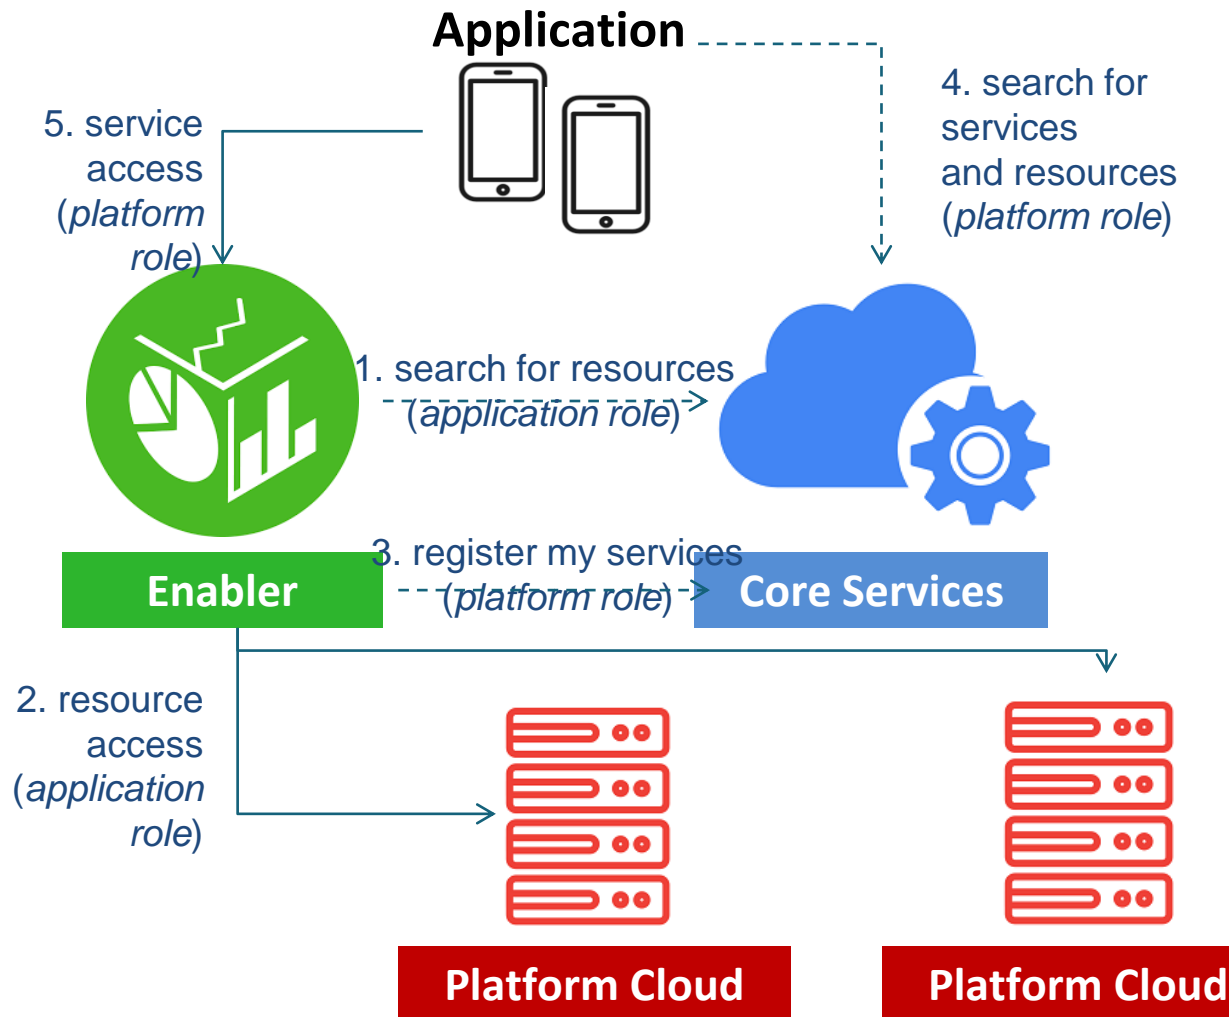 Application
4. search for
services
and resources
(platform role)
5. service
access
(platform
role)
1. search for resources
(application role)
3. register my services
(platform role)
Enabler
Core Services
2. resource
access
(application
role)
Platform Cloud
Platform Cloud